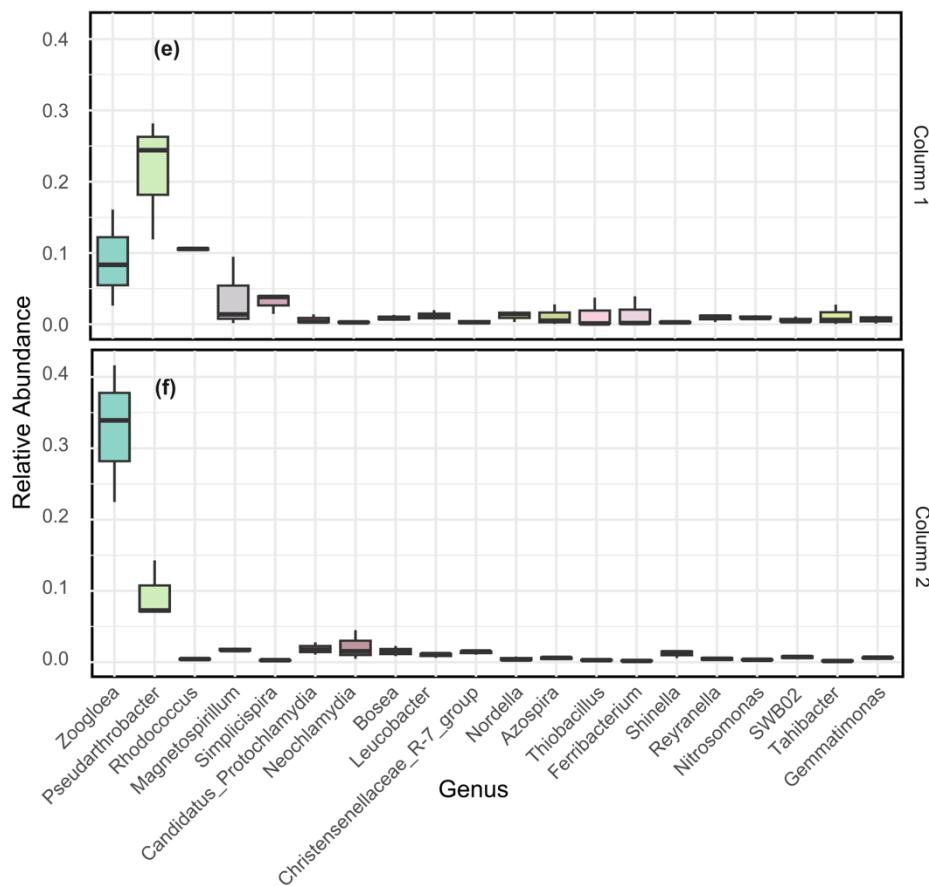 (e)
0.4
0.3
0.2
0.1
0.0
Column 1
Relative Abundance
(f)
0.4
0.3
0.2
0.1
0.0
Column 2
Zoogloea
Pseudarthrobacter
Rhodococcus
Magnetospirillum
Simplicispira
Candidatus_Protochlamydia
Neochlamydia
Bosea
Leucobacter
Christensenellaceae_R-7_group
Nordella
Azospira
Thiobacillus
Ferribacterium
Shinella
Reyranella
Nitrosomonas
SWB02
Tahibacter
Gemmatimonas
Genus